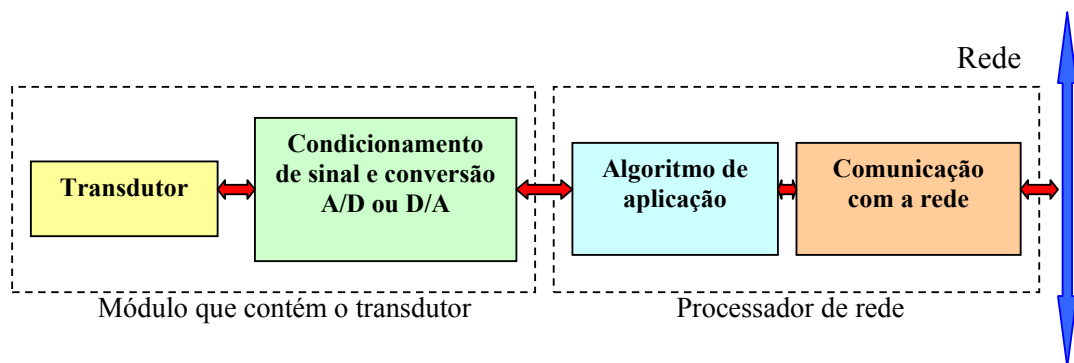 Rede
Transdutor
Condicionamento
de sinal e conversão
A/D ou D/A
Algoritmo de
aplicação
Comunicação
com a rede
Módulo que contém o transdutor
Processador de rede